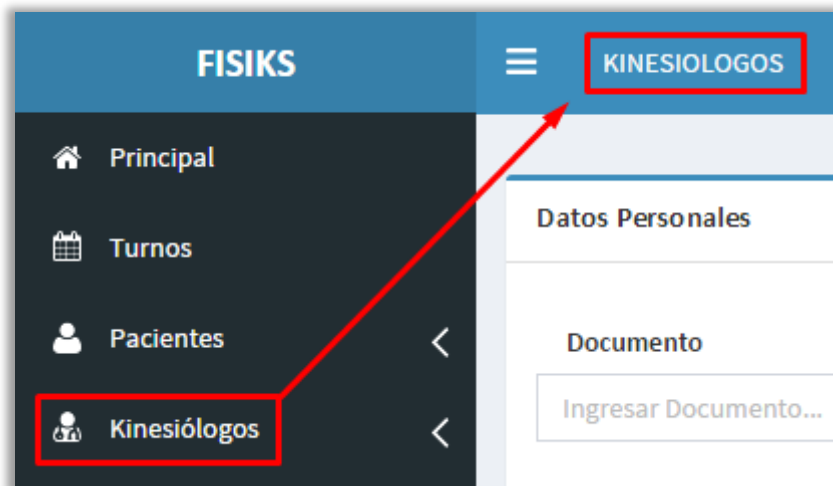 FISIKS
KINESIOLOGOS
Principal
Turnos
Pacientes
Kinesiólogos
Datos Personales
Documento
Ingresar Documento...